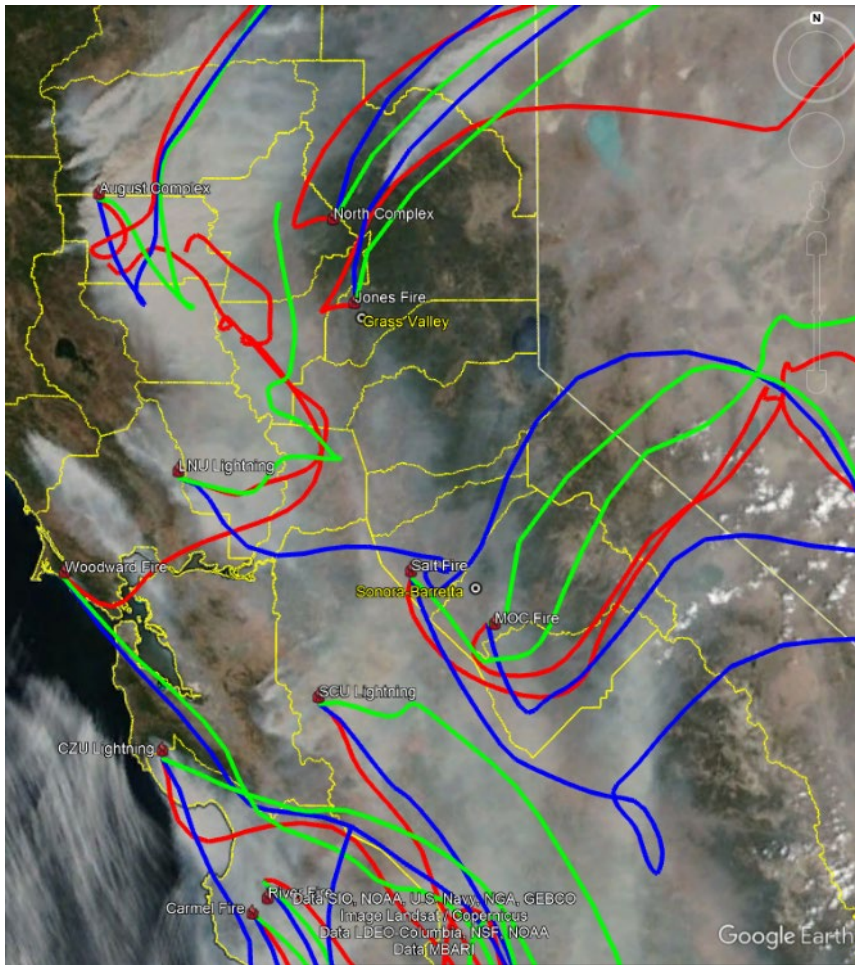 N
August Complex
North Complex
Jones Fire
Grass Valley
LNU Lightning
Woodward Fire
Salt Fire
Sonora-Barretta
MOC Fire
SCU Lightning
CZU Lightning
River Fire
Carmel Fire
Data SIO, NOAA, U.S. Navy, NGA, GEBCO
Image Landsat / Copernicus
Data LDEO-Columbia, NSF, NOAA
Data MBARI
Google Earth